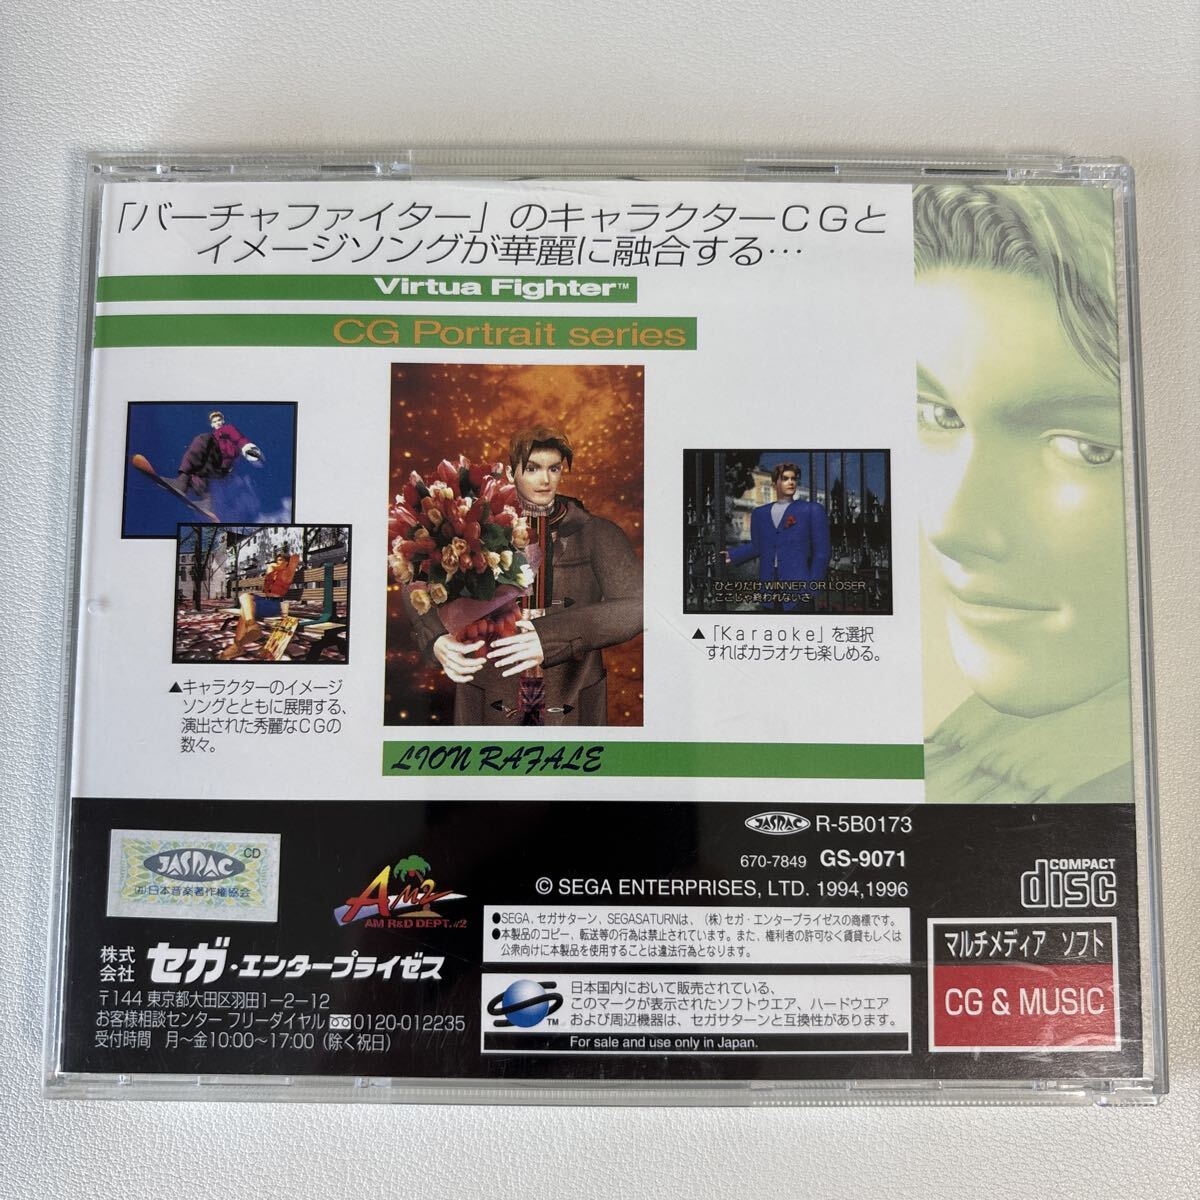 「バーチャファイター」のキャラクターCGと
イメージソングが華麗に融合する…
Virtua Fighter™
CG Portrait series
ひとりだけ WINNER OR LOSER
ここじゃ終われないさ
▲「Karaoke」を選択
すればカラオケも楽しめる。
▲キャラクターのイメージ
ソングとともに展開する、
演出された秀麗なCGの
数々。
LION RAFALE
JASRAC R-5B0173
670-7849 GS-9071
© SEGA ENTERPRISES, LTD. 1994,1996
COMPACT
disc
JASRAC CD
(社)日本音楽著作権協会
AM2
AM R&D DEPT.#2
株式会社 セガ・エンタープライゼス
〒144 東京都大田区羽田1-2-12
お客様相談センター フリーダイヤル 0120-012235
受付時間 月〜金10:00〜17:00(除く祝日)
●SEGA、セガサターン、SEGASATURNは、(株)セガ・エンタープライゼスの商標です。
●本製品のコピー、転送等の行為は禁止されています。また、権利者の許可なく賃貸もしくは
公衆向けに本製品を使用することは違法行為となります。
日本国内において販売されている、
このマークが表示されたソフトウエア、ハードウエア
および周辺機器は、セガサターンと互換性があります。
™
For sale and use only in Japan.
マルチメディア ソフト
CG & MUSIC